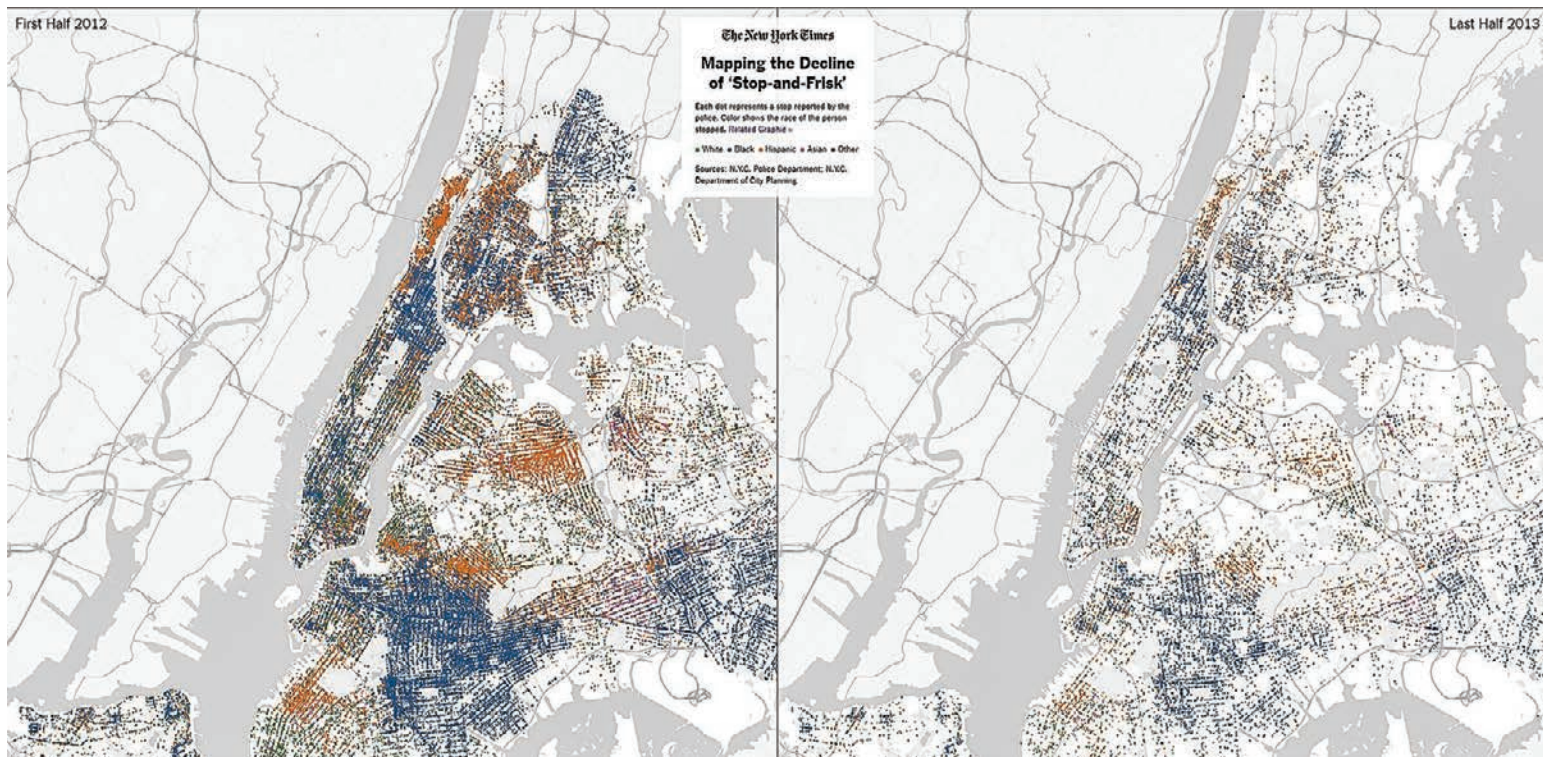 First Half 2012
The New York Times
Mapping the Decline
of ‘Stop-and-Frisk’
Each dot represents a stop reported by the
police. Color shows the race of the person
stopped. Related Graphic »
White Black Hispanic Asian Other
Sources: N.Y.C. Police Department; N.Y.C.
Department of City Planning
Last Half 2013